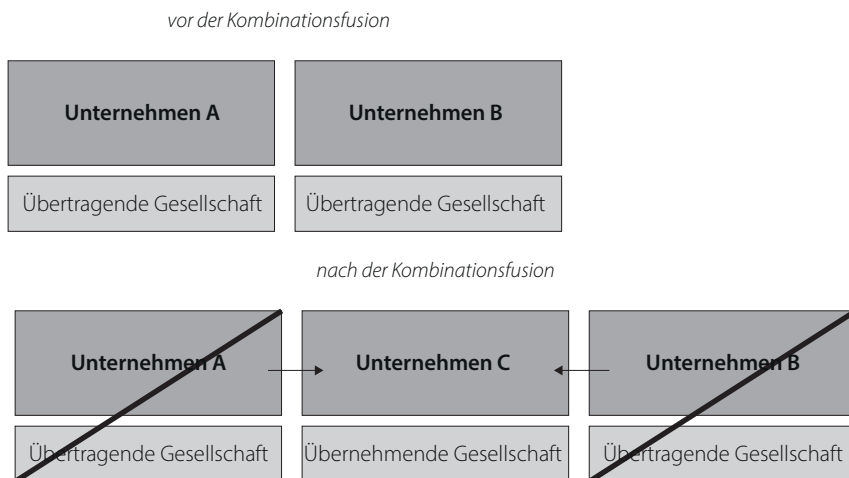 vor der Kombinationsfusion
Unternehmen A
Unternehmen B
Übertragende Gesellschaft
Übertragende Gesellschaft
nach der Kombinationsfusion
Unternehmen A
Unternehmen C
Unternehmen B
Übertragende Gesellschaft
Übernehmende Gesellschaft
Übertragende Gesellschaft